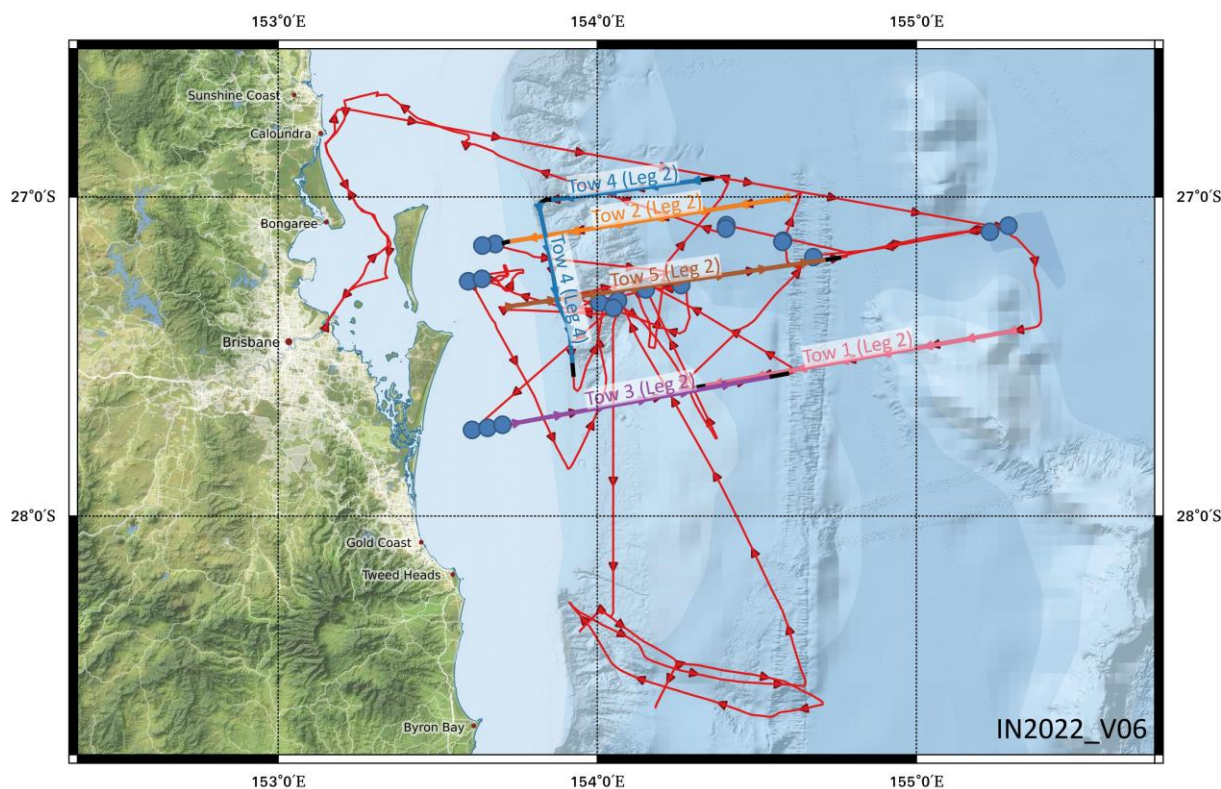 153°0′E 154°0′E 155°0′E
Sunshine Coast
Caloundra
27°0′S 27°0′S
Tow 4 (Leg 2)
Tow 2 (Leg 2)
Bongaree
Tow 5 (Leg 2)
Tow 4 (Leg 4)
Brisbane
Tow 1 (Leg 2)
Tow 3 (Leg 2)
28°0′S 28°0′S
Gold Coast
Tweed Heads
Byron Bay
IN2022_V06
153°0′E 154°0′E 155°0′E